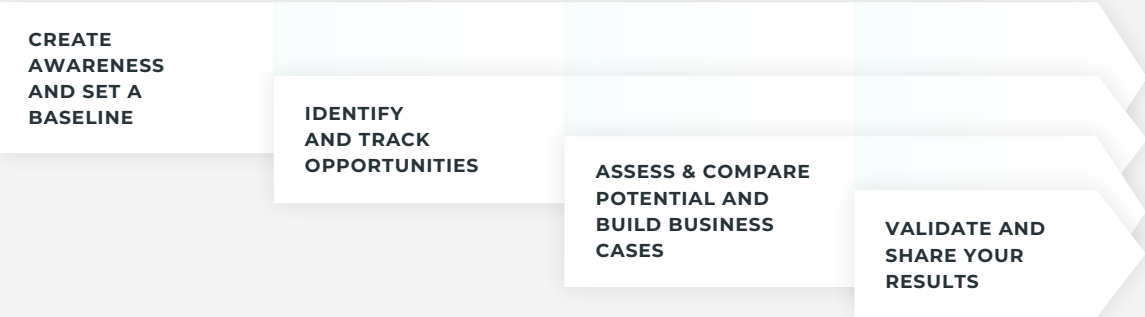 CREATE
AWARENESS
AND SET A
BASELINE
IDENTIFY
AND TRACK
OPPORTUNITIES
ASSESS & COMPARE
POTENTIAL AND
BUILD BUSINESS
CASES
VALIDATE AND
SHARE YOUR
RESULTS